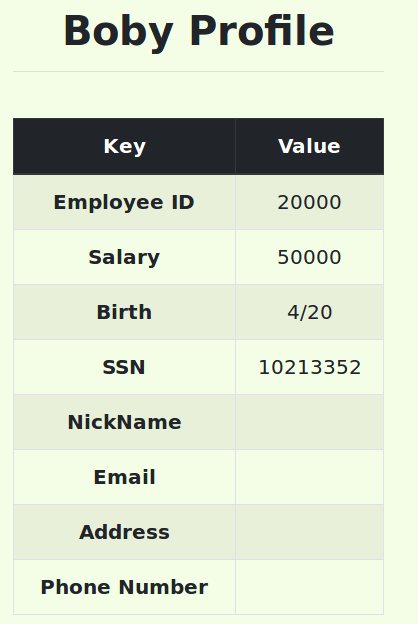 Boby Profile
Key Value
Employee ID 20000
Salary 50000
Birth 4/20
SSN 10213352
NickName
Email
Address
Phone Number